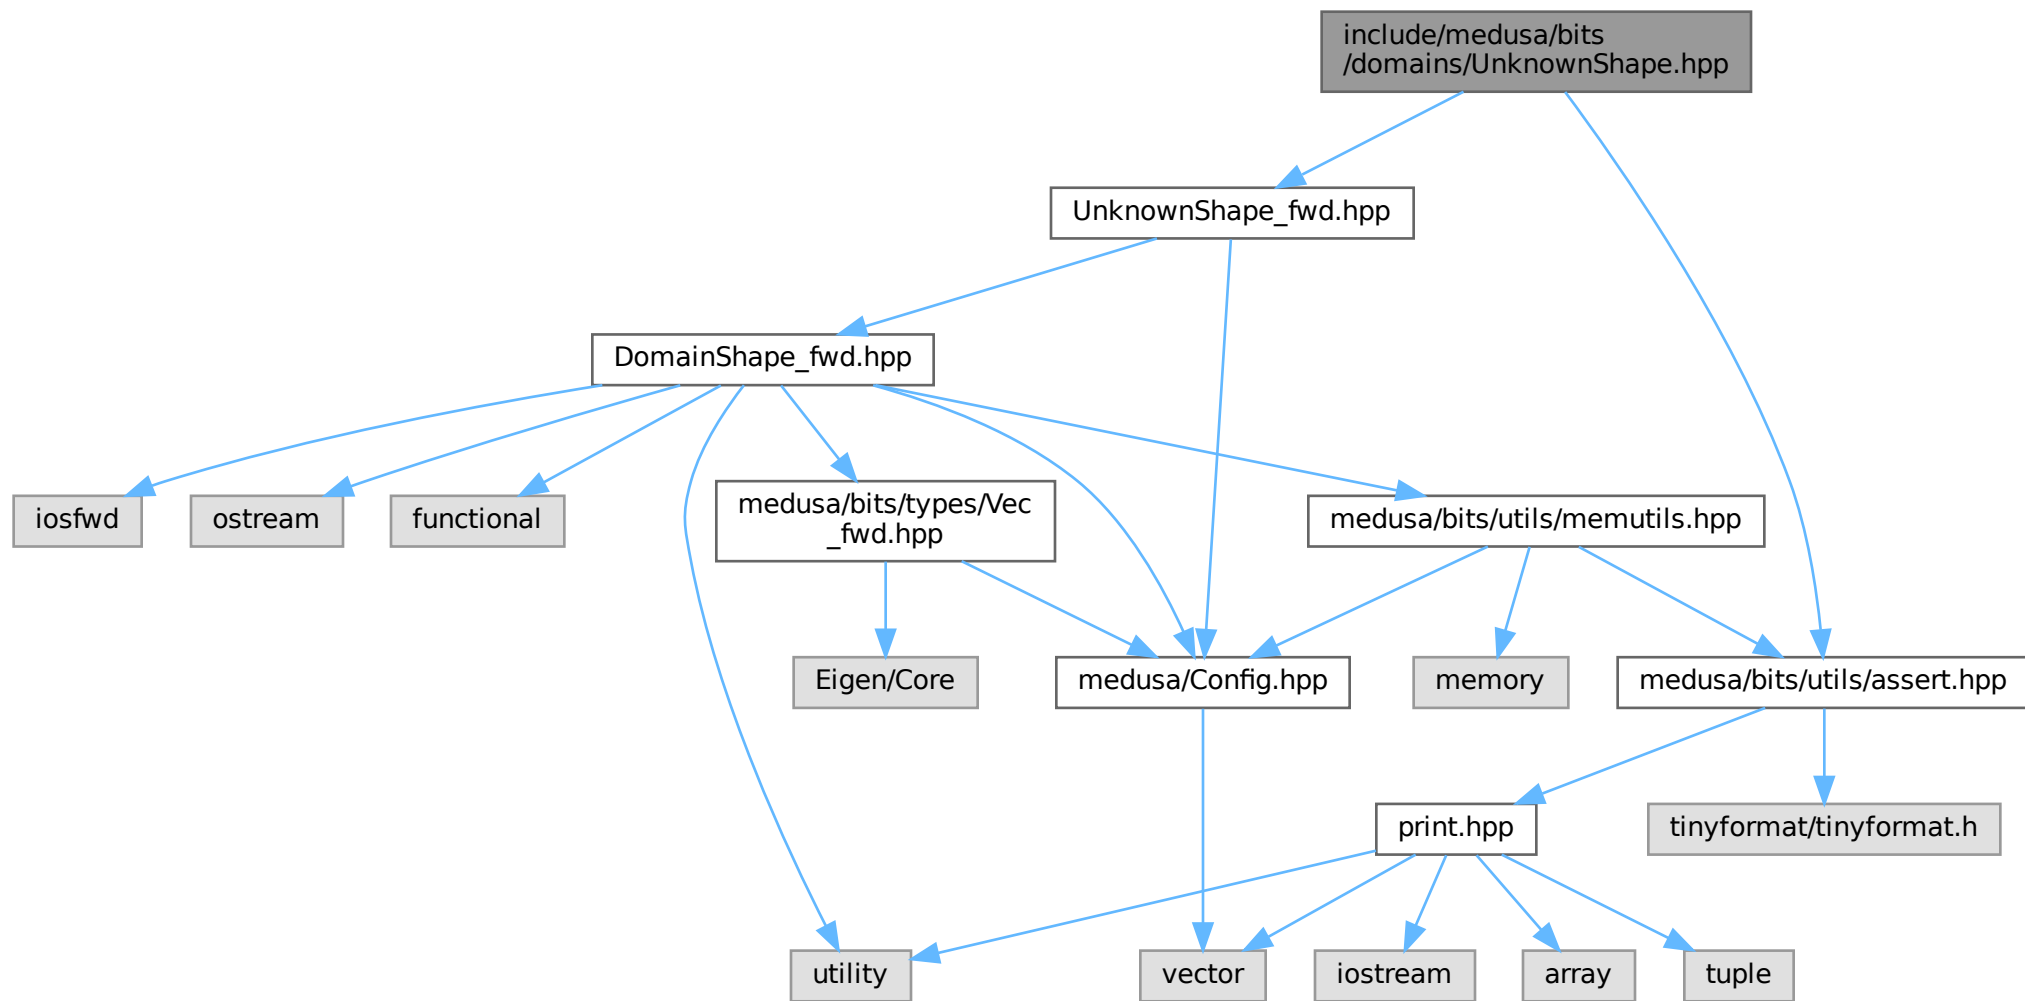 include/medusa/bits
/domains/UnknownShape.hpp
UnknownShape_fwd.hpp
DomainShape_fwd.hpp
iosfwd
ostream
functional
medusa/bits/types/Vec
_fwd.hpp
medusa/bits/utils/memutils.hpp
Eigen/Core
medusa/Config.hpp
memory
medusa/bits/utils/assert.hpp
print.hpp
tinyformat/tinyformat.h
utility
vector
iostream
array
tuple